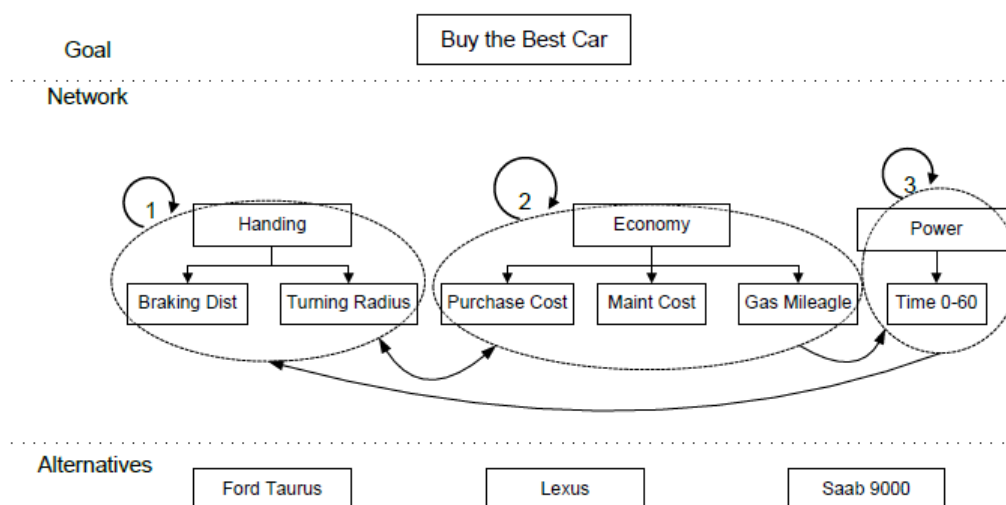 Buy the Best Car
Goal
Network
1
2
3
Handing
Economy
Power
Braking Dist
Turning Radius
Purchase Cost
Maint Cost
Gas Mileagle
Time 0-60
Alternatives
Ford Taurus
Lexus
Saab 9000